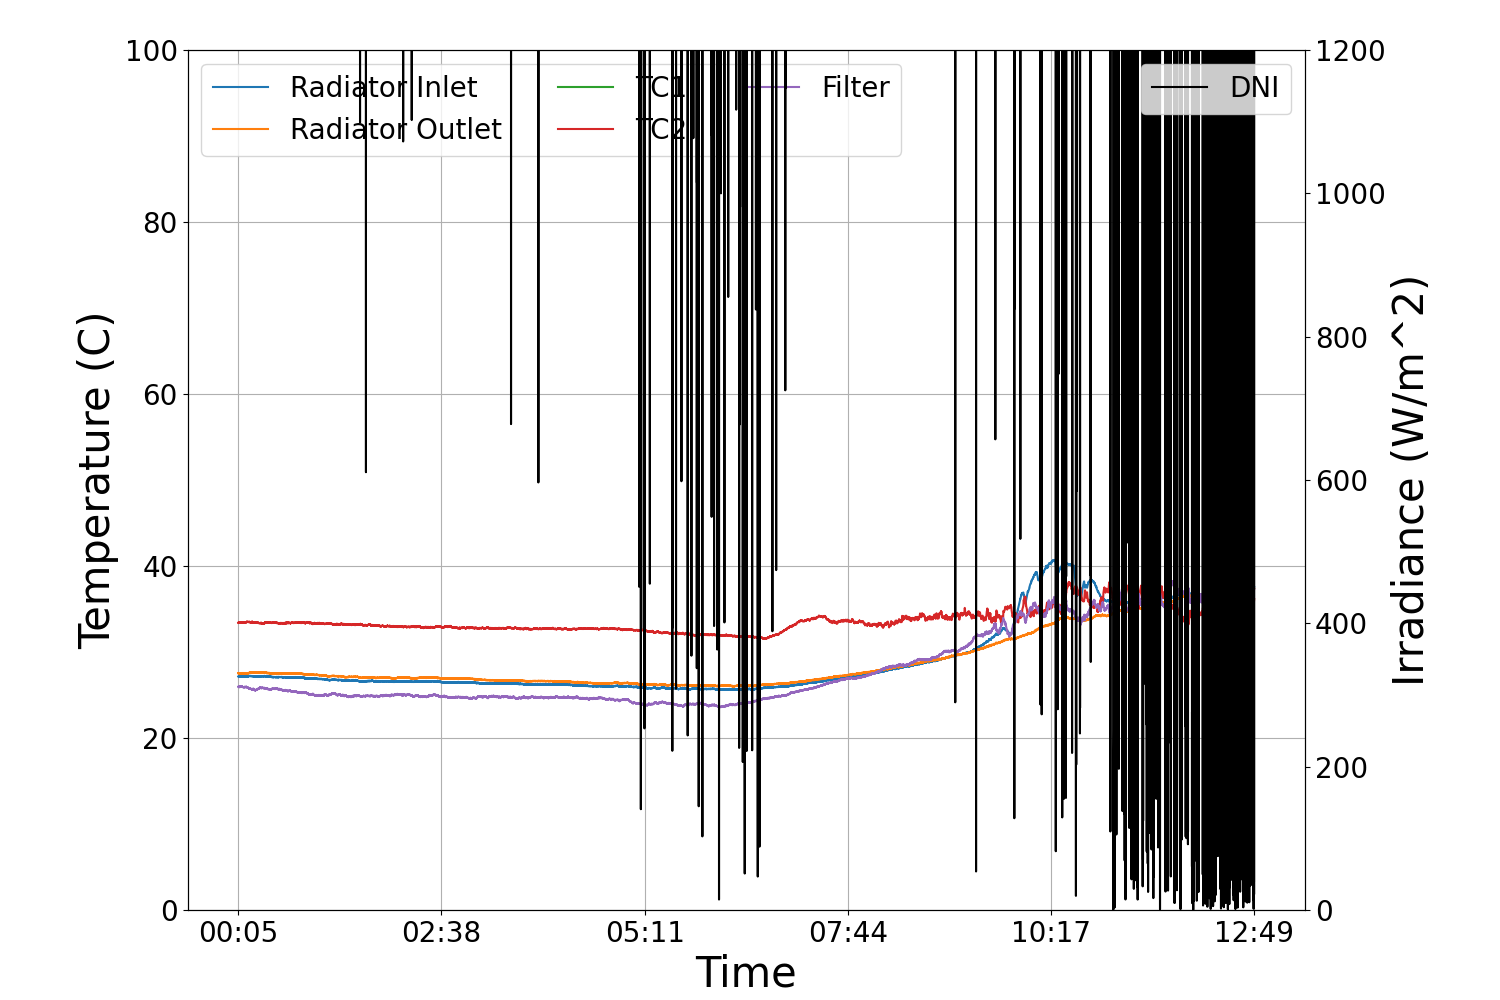 100
80
60
40
20
0
Temperature (C)
Radiator Inlet
Radiator Outlet
TC1
TC2
Filter
DNI
1200
1000
800
600
400
200
0
Irradiance (W/m^2)
00:05 02:38 05:11 07:44 10:17 12:49
Time